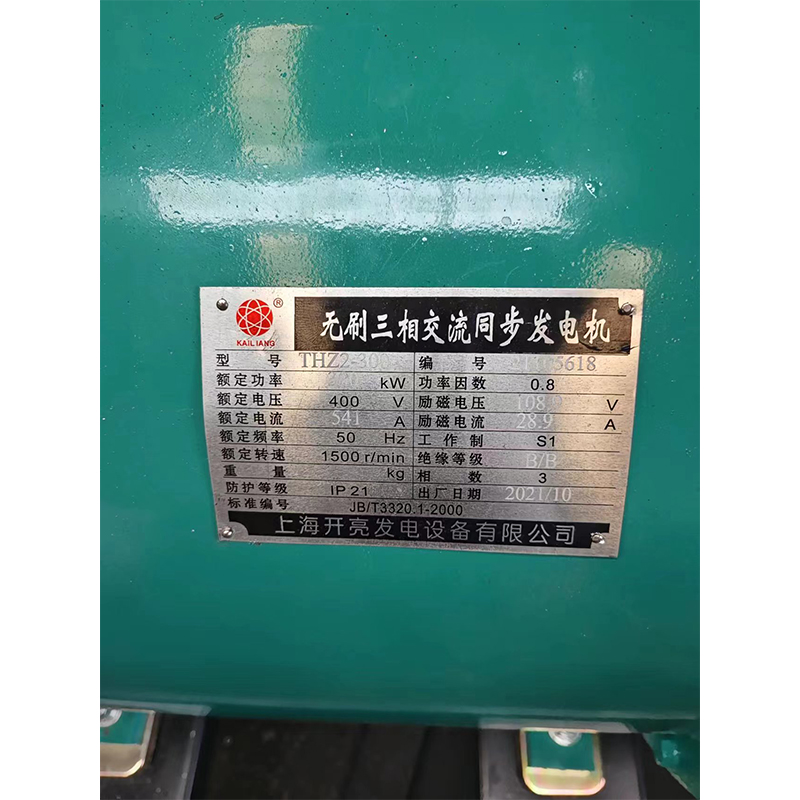 KAILIANG ®
无刷三相交流同步发电机
型 号 THZ2-300 编 号 5618
额定功率 kW 功率因数 0.8
额定电压 400 V 励磁电压 V
额定电流 541 A 励磁电流 28.9 A
额定频率 50 Hz 工作制 S1
额定转速 1500 r/min 绝缘等级 B/B
重 量 kg 相 数 3
防护等级 IP 21 出厂日期 2021/10
标准编号 JB/T3320.1-2000
上海开亮发电设备有限公司